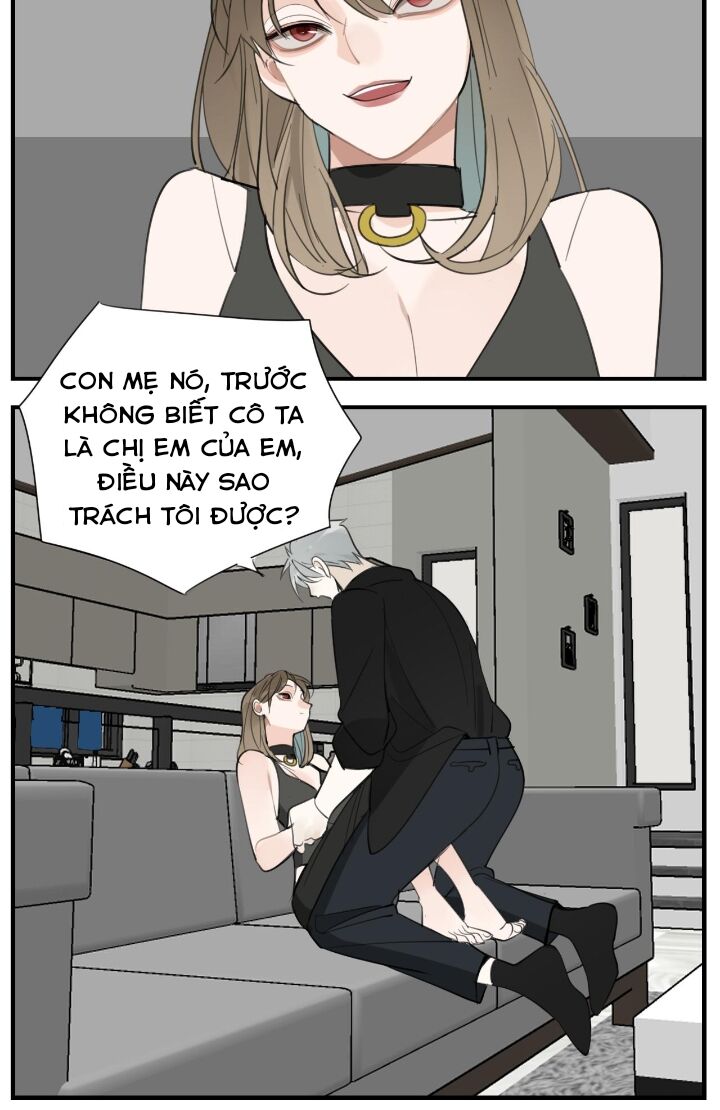 CON MẸ NÓ, TRƯỚC
KHÔNG BIẾT CÔ TA
LÀ CHỊ EM CỦA EM,
ĐIỀU NÀY SAO
TRÁCH TÔI ĐƯỢC?